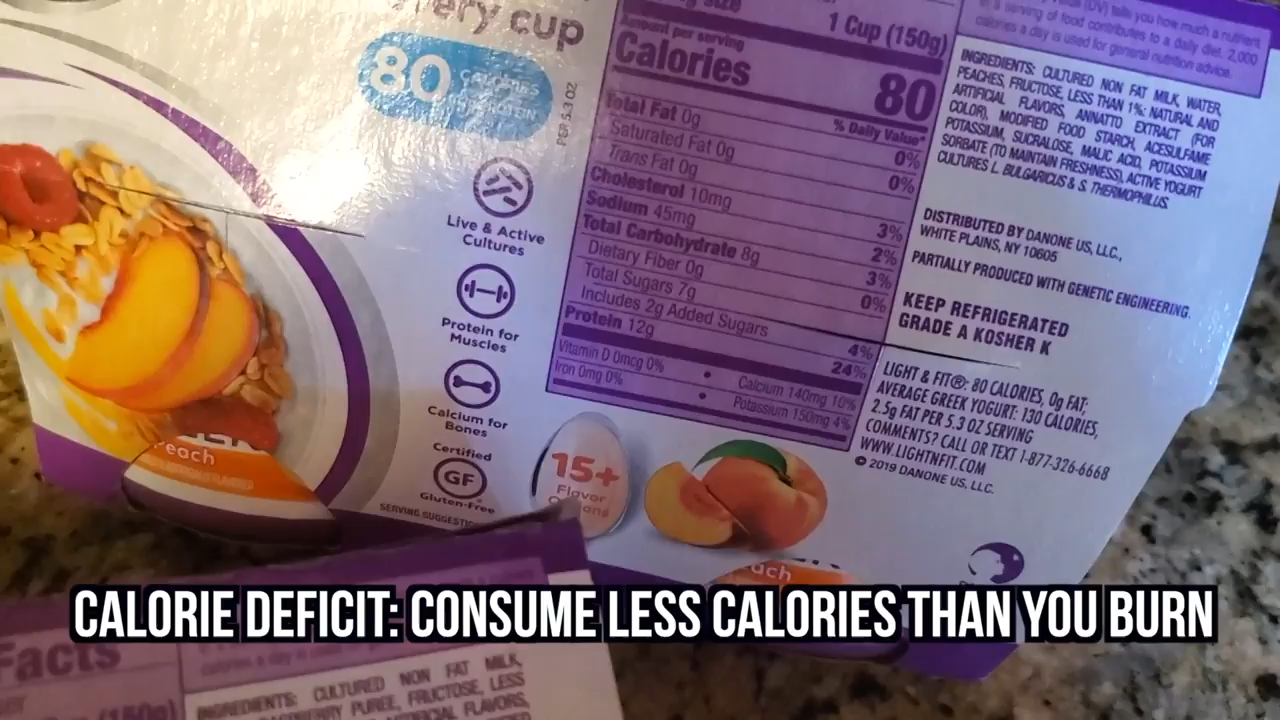 ery cup
80 CALORIES
PROTEIN
PER 5.3 OZ
Live & Active
Cultures
Protein for
Muscles
Calcium for
Bones
Certified
GF
Gluten-Free
SERVING
15+
Flavor
each
size
1 Cup (150g)
Amount per serving
Calories 80
% Daily Value*
Total Fat 0g 0%
Saturated Fat 0g 0%
Trans Fat 0g
Cholesterol 10mg 3%
Sodium 45mg 2%
Total Carbohydrate 8g 3%
Dietary Fiber 0g 0%
Total Sugars 7g
Includes 2g Added Sugars 4%
Protein 12g 24%
Vitamin D 0mcg 0% • Calcium 140mg 10%
Iron 0mg 0% • Potassium 150mg 4%
(DV) tells you how much a nutrient
in a serving of food contributes to a daily diet. 2,000
calories a day is used for general nutrition advice.
INGREDIENTS: CULTURED NON FAT MILK, WATER,
PEACHES, FRUCTOSE, LESS THAN 1%: NATURAL AND
ARTIFICIAL FLAVORS, ANNATTO EXTRACT (FOR
COLOR), MODIFIED FOOD STARCH, ACESULFAME
POTASSIUM, SUCRALOSE, MALIC ACID, POTASSIUM
SORBATE (TO MAINTAIN FRESHNESS), ACTIVE YOGURT
CULTURES L. BULGARICUS & S. THERMOPHILUS.
DISTRIBUTED BY DANONE US, LLC.,
WHITE PLAINS, NY 10605
PARTIALLY PRODUCED WITH GENETIC ENGINEERING.
KEEP REFRIGERATED
GRADE A KOSHER K
LIGHT & FIT®: 80 CALORIES, 0g FAT;
AVERAGE GREEK YOGURT: 130 CALORIES,
2.5g FAT PER 5.3 OZ SERVING
COMMENTS? CALL OR TEXT 1-877-326-6668
WWW.LIGHTNFIT.COM
© 2019 DANONE US, LLC.
ach
CALORIE DEFICIT: CONSUME LESS CALORIES THAN YOU BURN
Facts
(150g)
calories a day is
INGREDIENTS: CULTURED NON FAT MILK,
PUREE, FRUCTOSE, LESS
ARTIFICIAL FLAVORS,